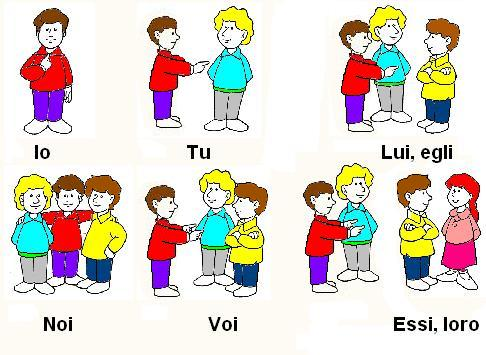 Io Tu Lui, egli
Noi Voi Essi, loro